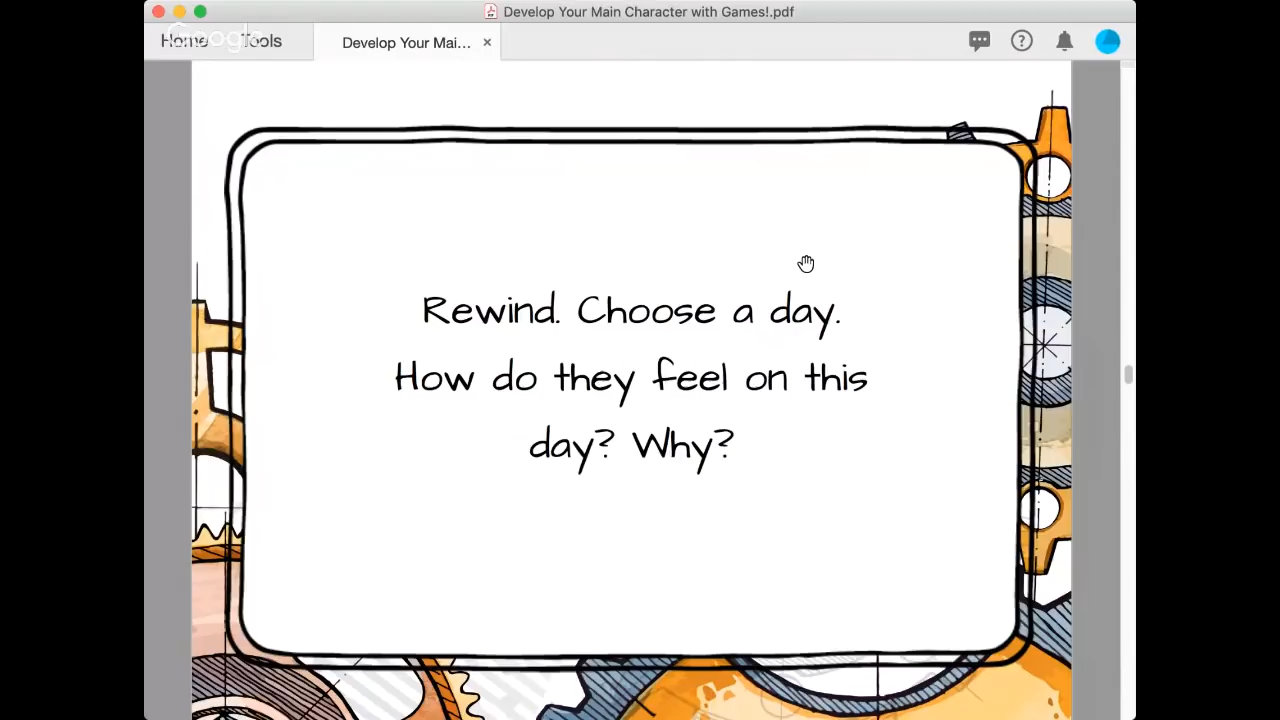 Develop Your Main Character with Games!.pdf
Home
Tools
Google
Develop Your Mai...
Rewind. Choose a day.
How do they feel on this
day? Why?